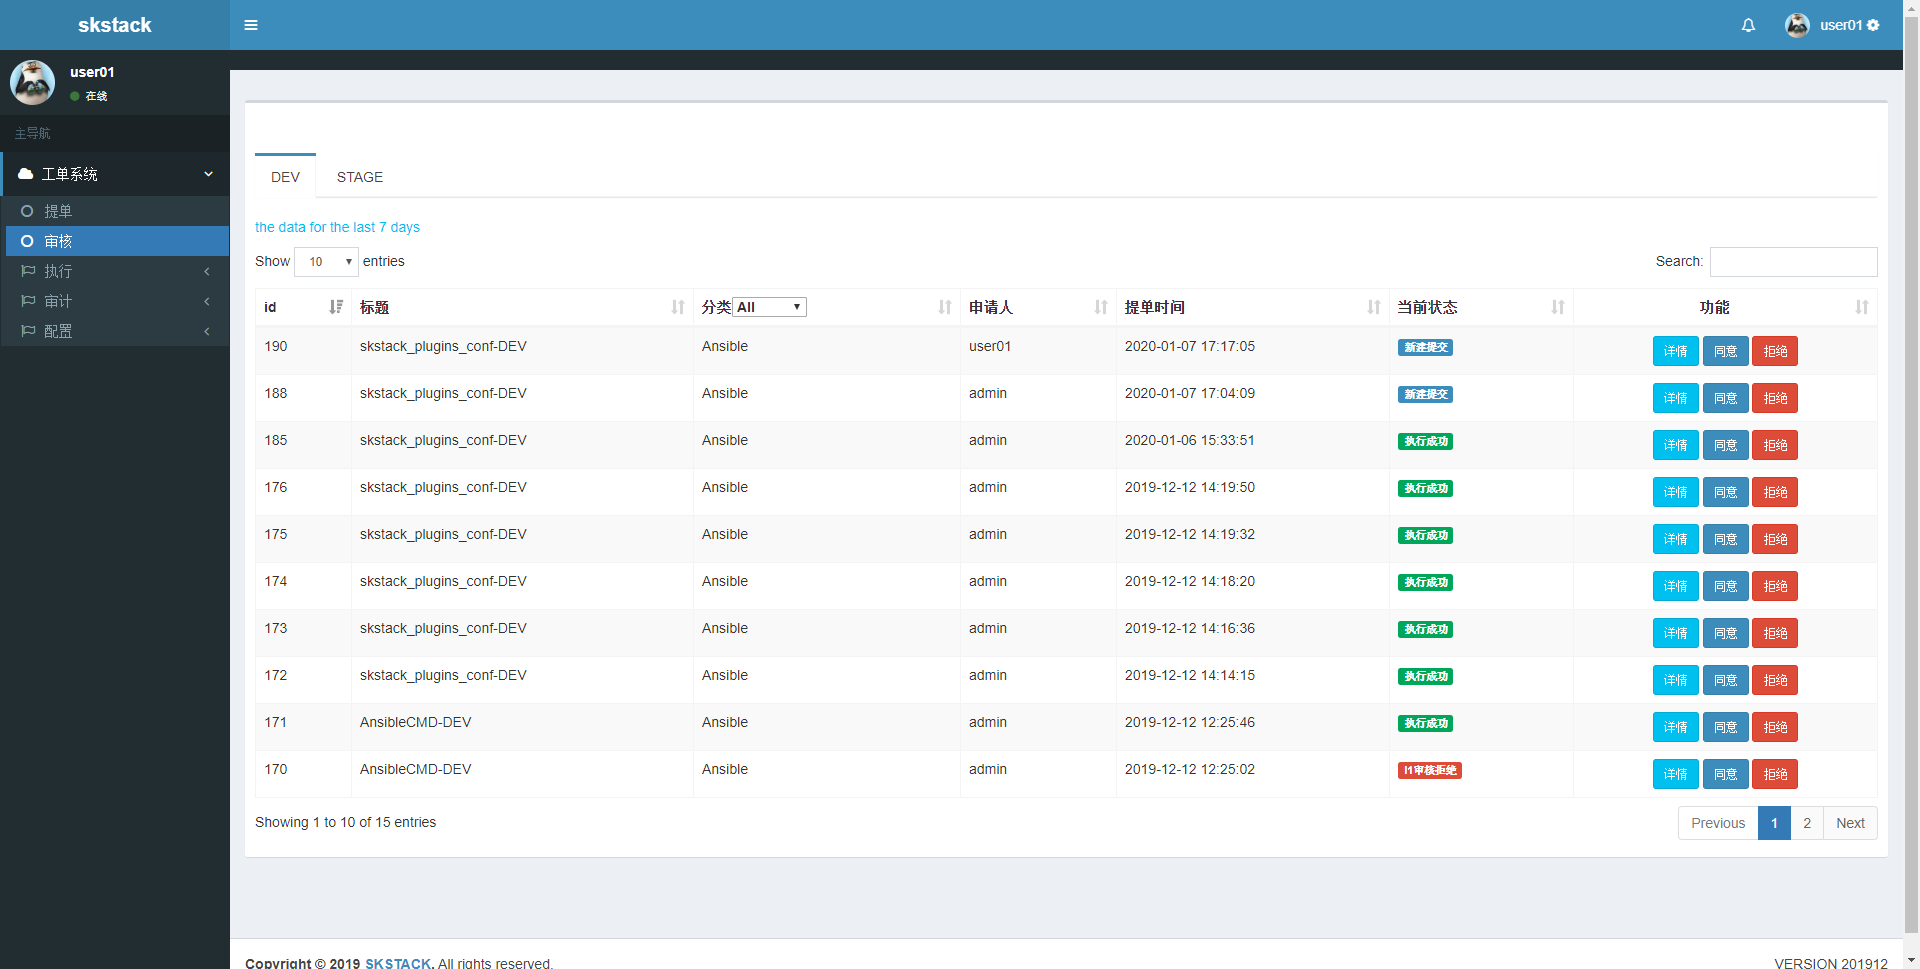 skstack
user01
user01
在线
主导航
工单系统
提单
审核
执行
审计
配置
DEV STAGE
the data for the last 7 days
Show 10 entries Search:
id 标题 分类 All 申请人 提单时间 当前状态 功能
190 skstack_plugins_conf-DEV Ansible user01 2020-01-07 17:17:05 新建提交 详情 同意 拒绝
188 skstack_plugins_conf-DEV Ansible admin 2020-01-07 17:04:09 新建提交 详情 同意 拒绝
185 skstack_plugins_conf-DEV Ansible admin 2020-01-06 15:33:51 执行成功 详情 同意 拒绝
176 skstack_plugins_conf-DEV Ansible admin 2019-12-12 14:19:50 执行成功 详情 同意 拒绝
175 skstack_plugins_conf-DEV Ansible admin 2019-12-12 14:19:32 执行成功 详情 同意 拒绝
174 skstack_plugins_conf-DEV Ansible admin 2019-12-12 14:18:20 执行成功 详情 同意 拒绝
173 skstack_plugins_conf-DEV Ansible admin 2019-12-12 14:16:36 执行成功 详情 同意 拒绝
172 skstack_plugins_conf-DEV Ansible admin 2019-12-12 14:14:15 执行成功 详情 同意 拒绝
171 AnsibleCMD-DEV Ansible admin 2019-12-12 12:25:46 执行成功 详情 同意 拒绝
170 AnsibleCMD-DEV Ansible admin 2019-12-12 12:25:02 l1审核拒绝 详情 同意 拒绝
Showing 1 to 10 of 15 entries Previous 1 2 Next
Copyright © 2019 SKSTACK. All rights reserved. VERSION 201912